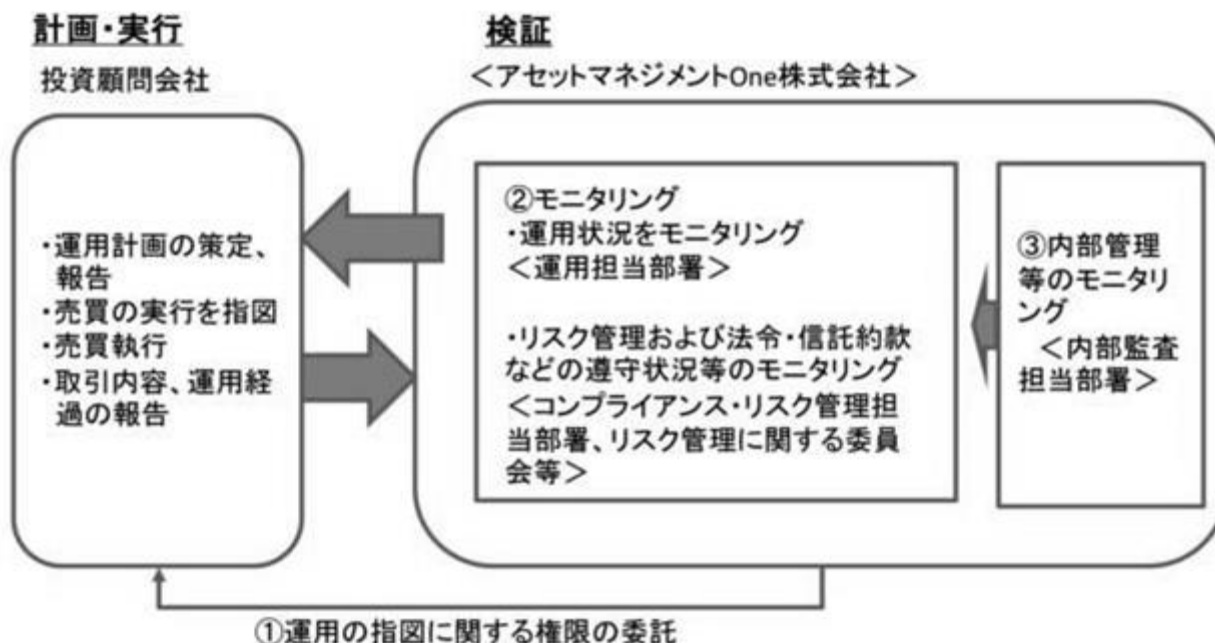 計画・実行
投資顧問会社
・運用計画の策定、
報告
・売買の実行を指図
・売買執行
・取引内容、運用経
過の報告
検証
＜アセットマネジメントOne株式会社＞
②モニタリング
・運用状況をモニタリング
＜運用担当部署＞
・リスク管理および法令・信託約款
などの遵守状況等のモニタリング
＜コンプライアンス・リスク管理担
当部署、リスク管理に関する委員
会等＞
③内部管理
等のモニタリ
ング
＜内部監査
担当部署＞
①運用の指図に関する権限の委託